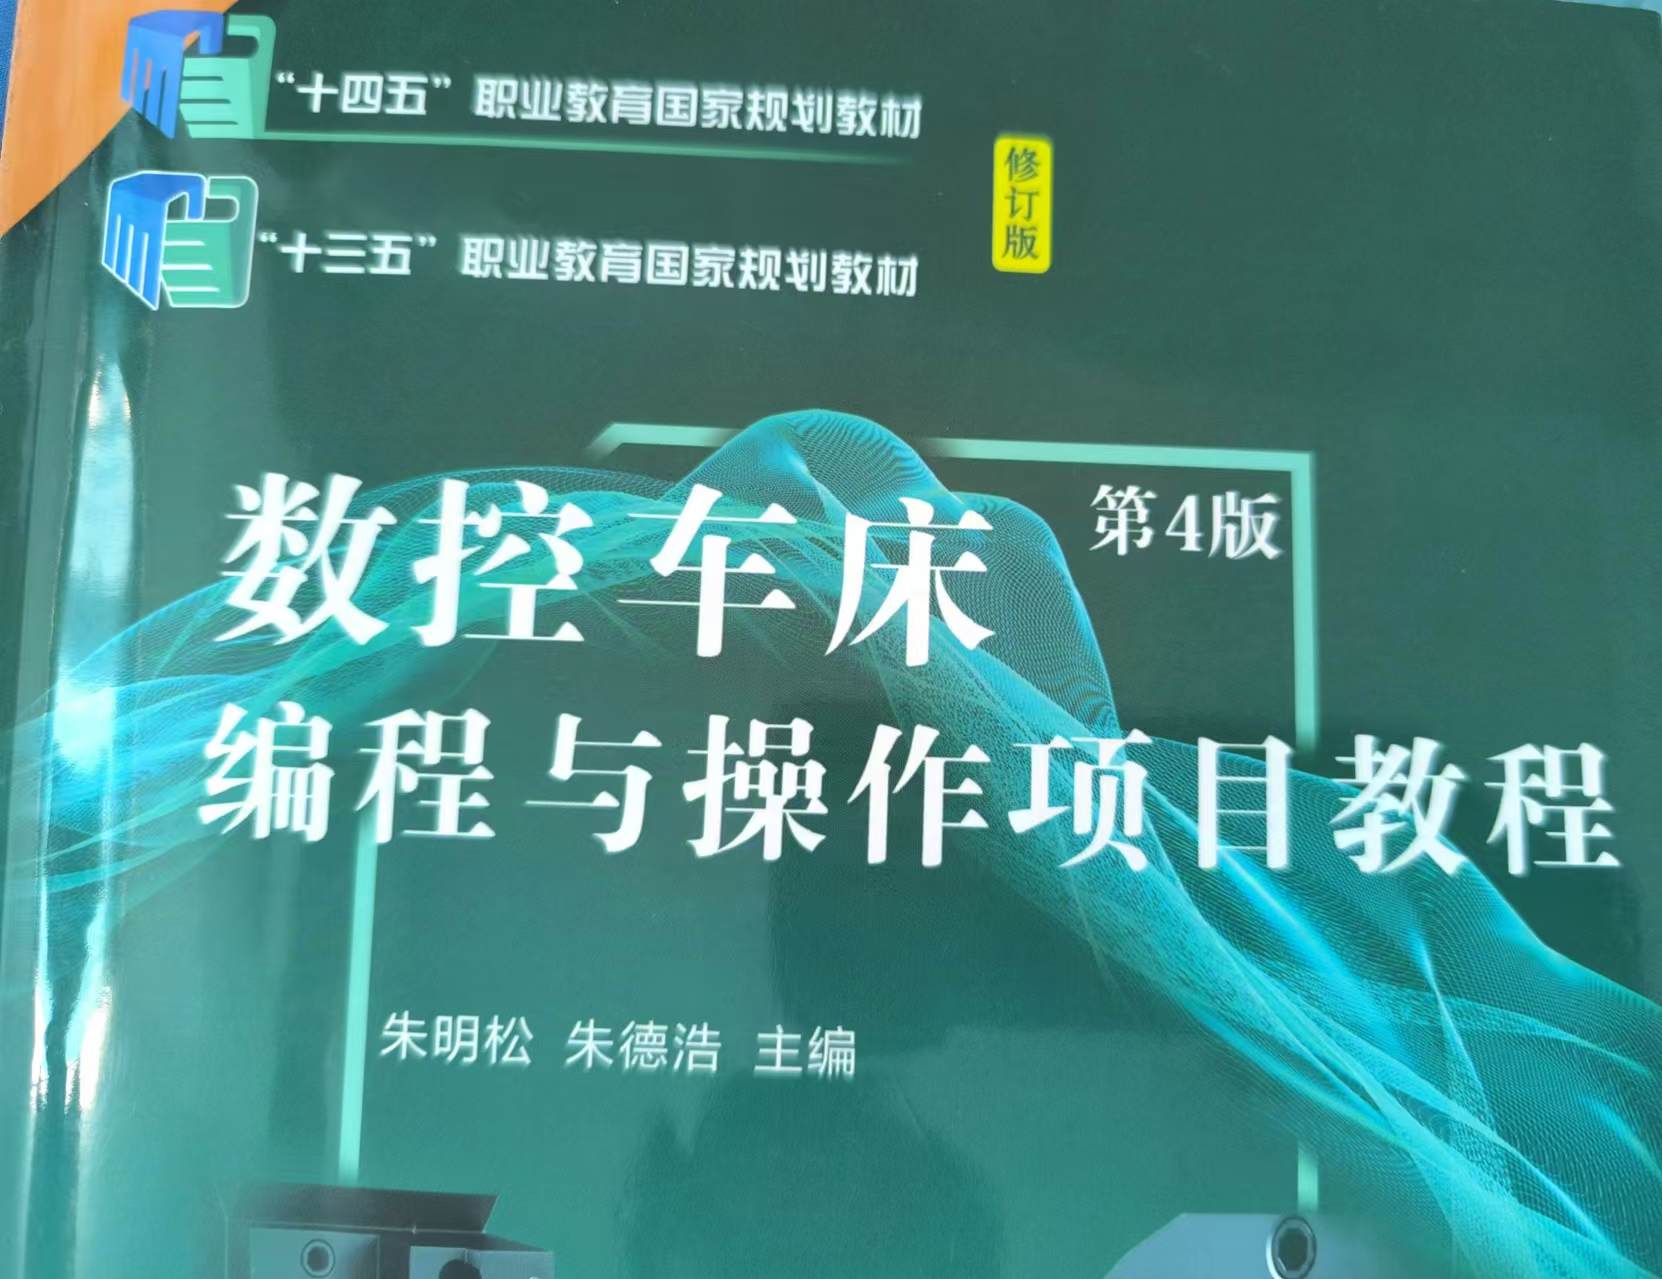 “十四五”职业教育国家规划教材
修订版
“十三五”职业教育国家规划教材
数控车床 第4版
编程与操作项目教程
朱明松 朱德浩 主编